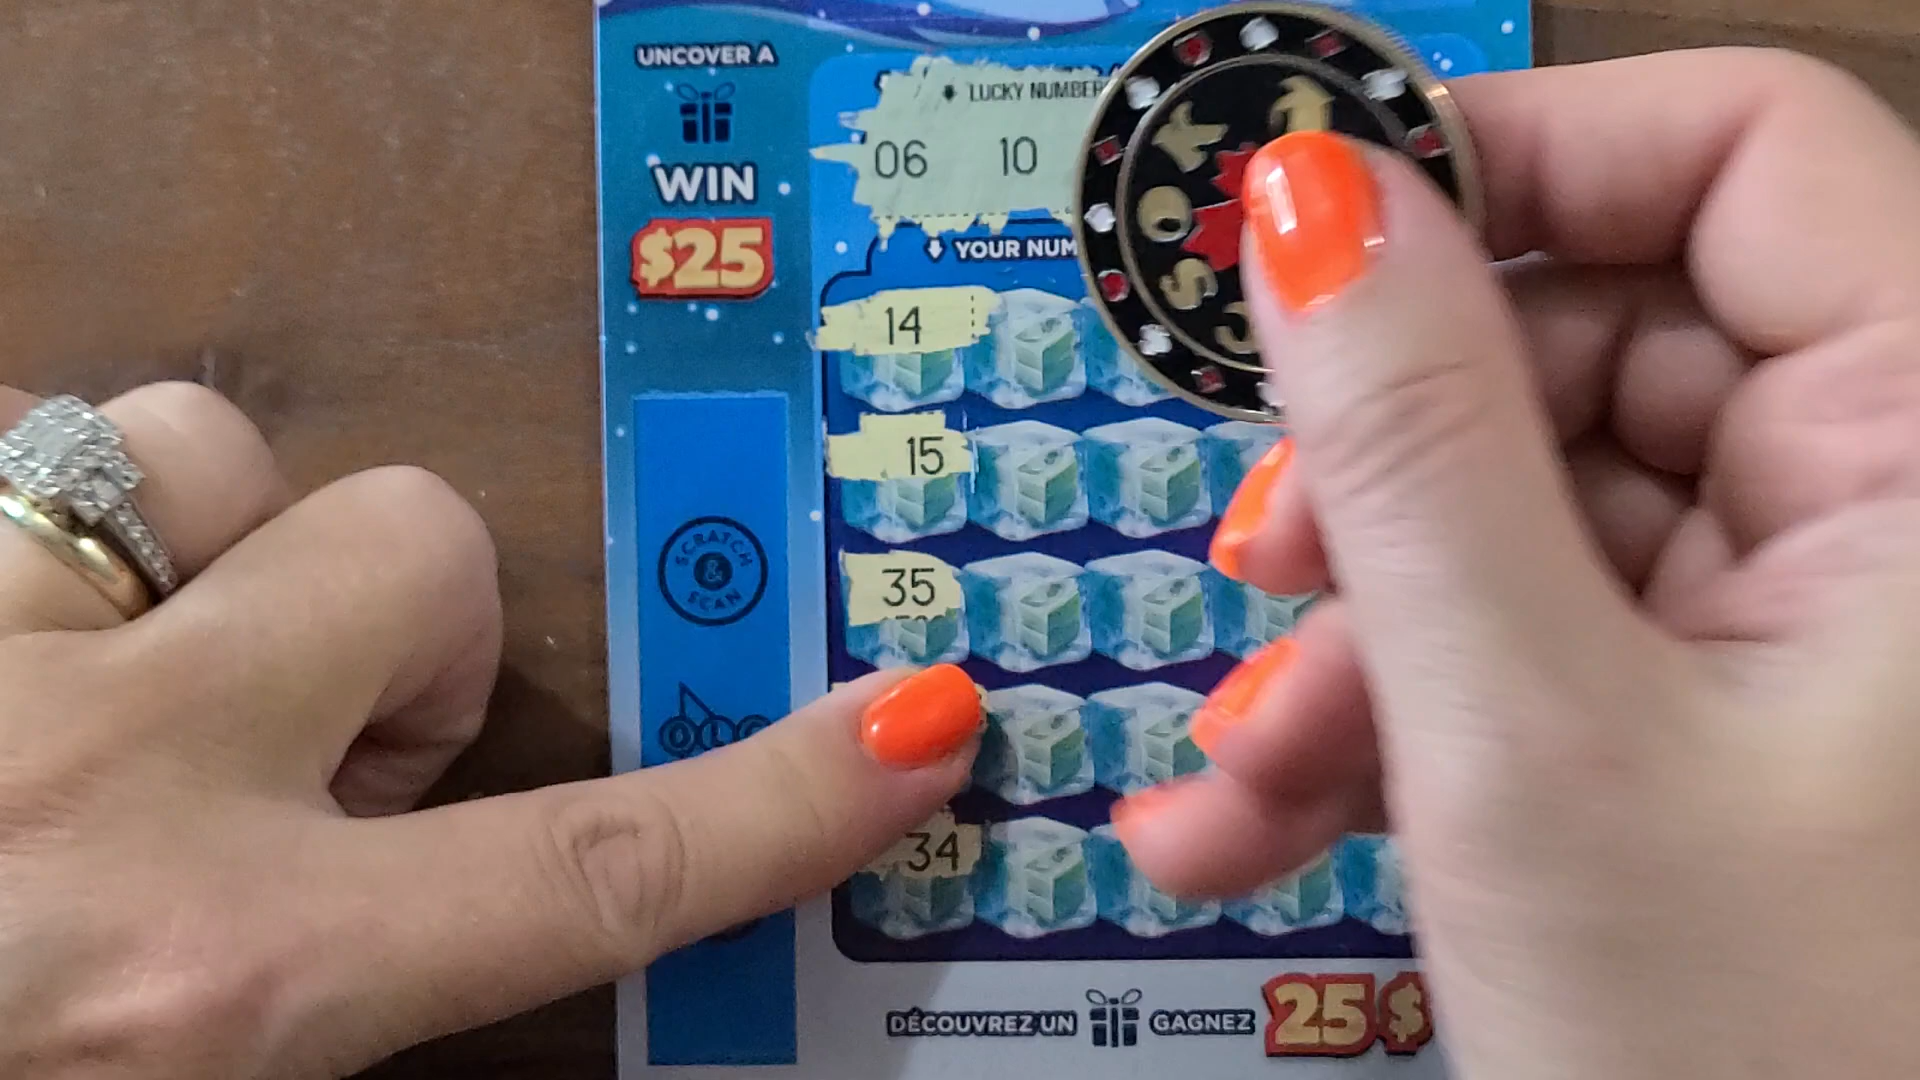 UNCOVER A
WIN
$25
LUCKY NUMBER
06 10
YOUR NUM
14
15
35
34
SCRATCH & SCAN
OLG
DÉCOUVREZ UN GAGNEZ 25$